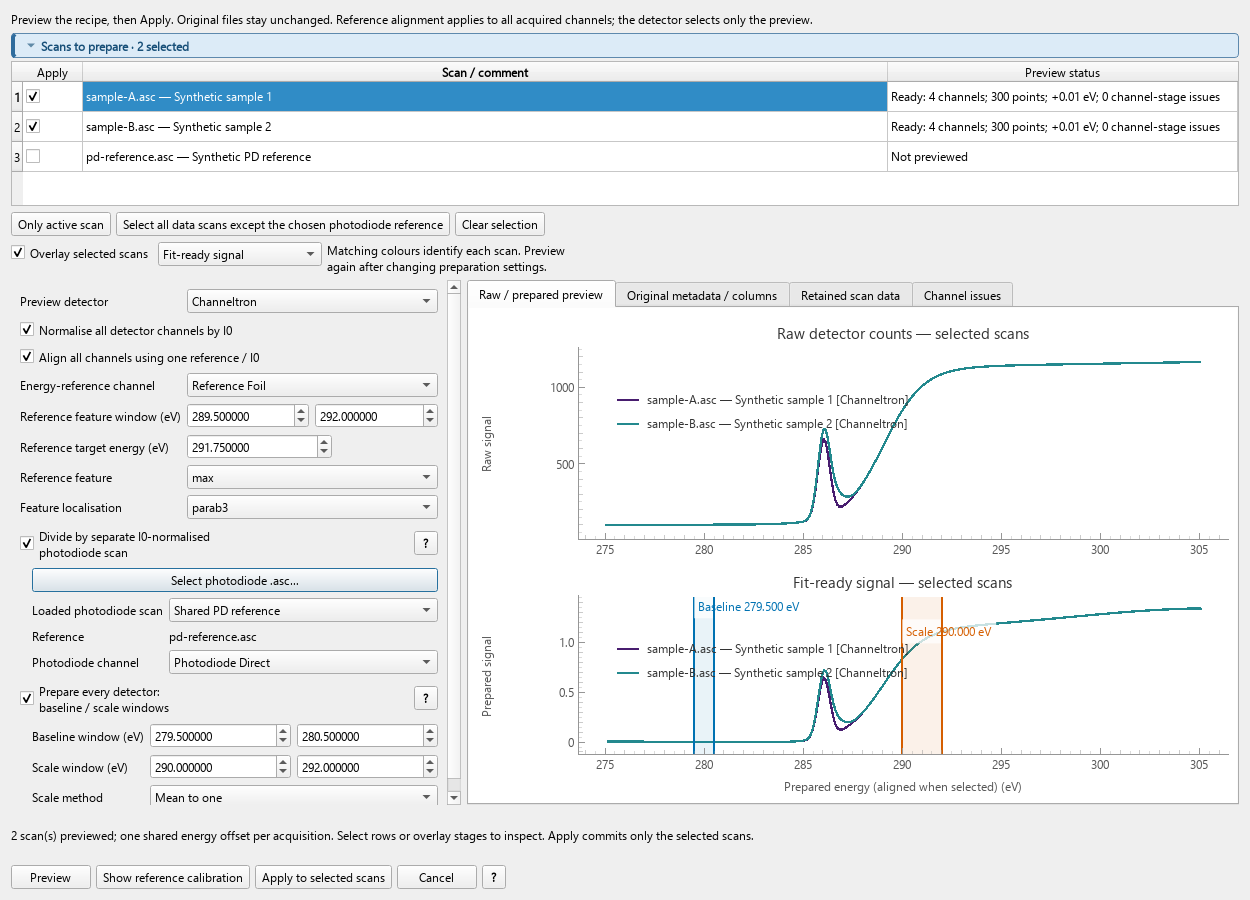 Preview the recipe, then Apply. Original files stay unchanged. Reference alignment applies to all acquired channels; the detector selects only the preview.
Scans to prepare · 2 selected
Apply Scan / comment Preview status
1 sample-A.asc — Synthetic sample 1 Ready: 4 channels; 300 points; +0.01 eV; 0 channel-stage issues
2 sample-B.asc — Synthetic sample 2 Ready: 4 channels; 300 points; +0.01 eV; 0 channel-stage issues
3 pd-reference.asc — Synthetic PD reference Not previewed
Only active scan Select all data scans except the chosen photodiode reference Clear selection
Overlay selected scans Fit-ready signal Matching colours identify each scan. Preview
again after changing preparation settings.
Preview detector Channeltron
Normalise all detector channels by I0
Align all channels using one reference / I0
Energy-reference channel Reference Foil
Reference feature window (eV) 289.500000 292.000000
Reference target energy (eV) 291.750000
Reference feature max
Feature localisation parab3
Divide by separate I0-normalised
photodiode scan ?
Select photodiode .asc...
Loaded photodiode scan Shared PD reference
Reference pd-reference.asc
Photodiode channel Photodiode Direct
Prepare every detector:
baseline / scale windows ?
Baseline window (eV) 279.500000 280.500000
Scale window (eV) 290.000000 292.000000
Scale method Mean to one
Raw / prepared preview Original metadata / columns Retained scan data Channel issues
Raw detector counts — selected scans
Raw signal
1000
500
sample-A.asc — Synthetic sample 1 [Channeltron]
sample-B.asc — Synthetic sample 2 [Channeltron]
275 280 285 290 295 300 305
Fit-ready signal — selected scans
Baseline 279.500 eV
Scale 290.000 eV
Prepared signal
1.0
0.5
0
sample-A.asc — Synthetic sample 1 [Channeltron]
sample-B.asc — Synthetic sample 2 [Channeltron]
275 280 285 290 295 300 305
Prepared energy (aligned when selected) (eV)
2 scan(s) previewed; one shared energy offset per acquisition. Select rows or overlay stages to inspect. Apply commits only the selected scans.
Preview Show reference calibration Apply to selected scans Cancel ?